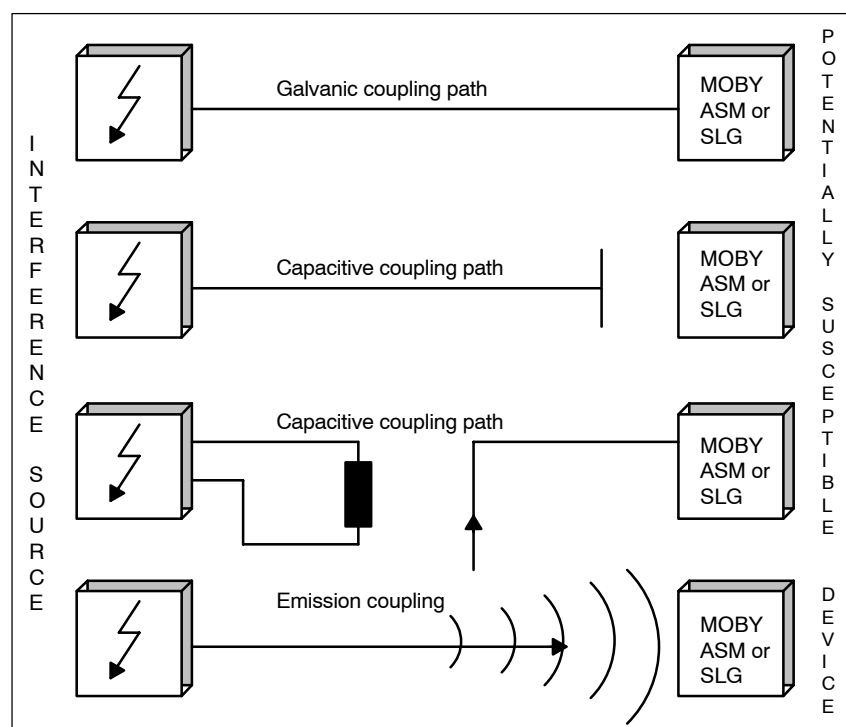 INTERFERENCE SOURCE
Galvanic coupling path
MOBY
ASM or
SLG
Capacitive coupling path
MOBY
ASM or
SLG
Capacitive coupling path
MOBY
ASM or
SLG
Emission coupling
MOBY
ASM or
SLG
POTENTIALLY SUSCEPTIBLE DEVICE